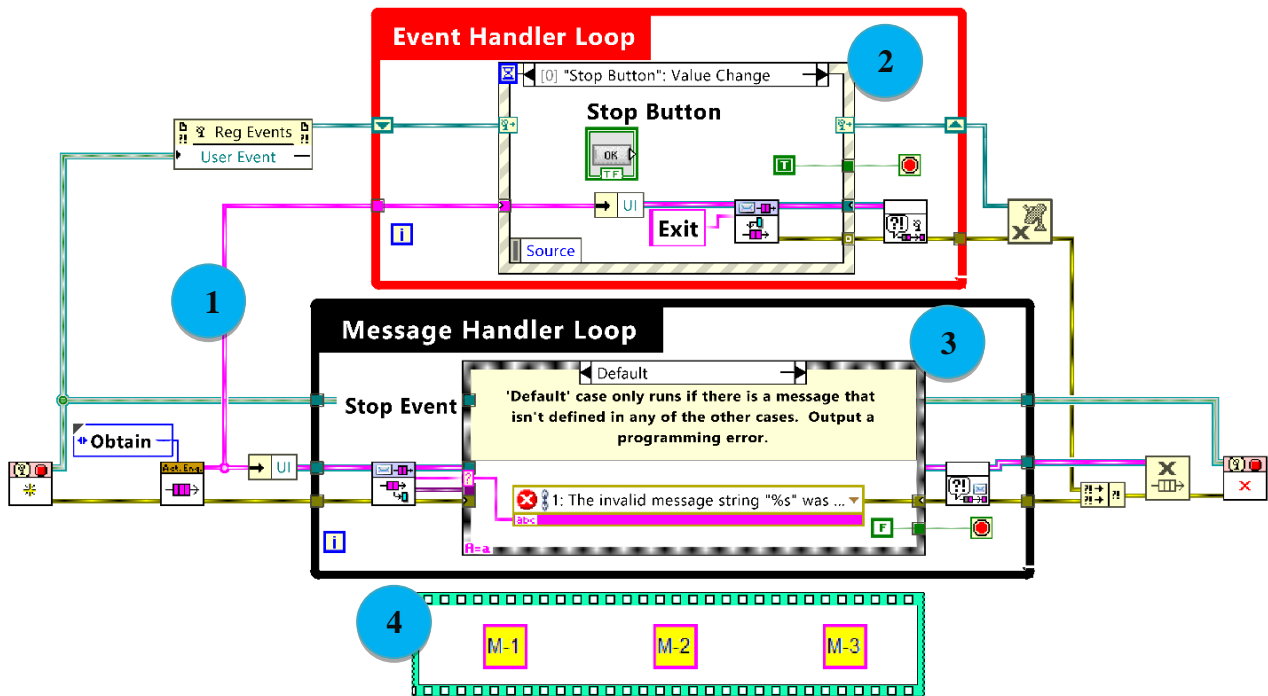 Event Handler Loop
2
[0] "Stop Button": Value Change
Stop Button
OK
TF
Reg Events
User Event
T
UI
Exit
i
Source
1
Message Handler Loop
3
Default
'Default' case only runs if there is a message that
isn't defined in any of the other cases. Output a
programming error.
Stop Event
Obtain
Act.Eng.
UI
1: The invalid message string "%s" was ...
abc
F
i
A=a
4
M-1
M-2
M-3